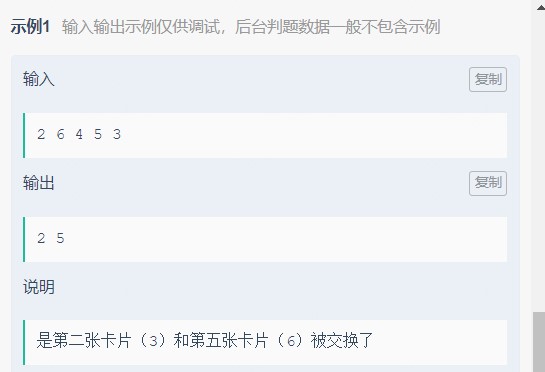 示例1 输入输出示例仅供调试，后台判题数据一般不包含示例
输入
复制
2 6 4 5 3
输出
复制
2 5
说明
是第二张卡片（3）和第五张卡片（6）被交换了